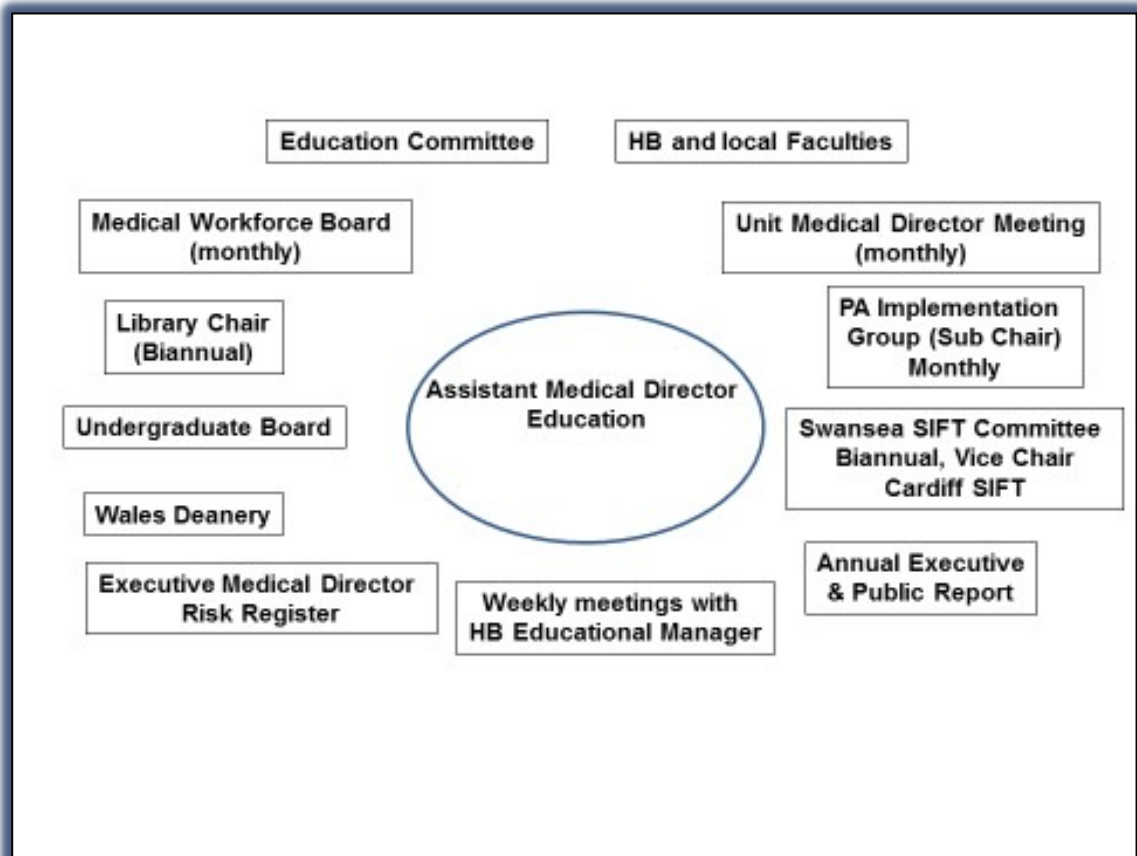 Education Committee
HB and local Faculties
Medical Workforce Board
(monthly)
Unit Medical Director Meeting
(monthly)
Library Chair
(Biannual)
PA Implementation
Group (Sub Chair)
Monthly
Assistant Medical Director
Education
Undergraduate Board
Swansea SIFT Committee
Biannual, Vice Chair
Cardiff SIFT
Wales Deanery
Annual Executive
& Public Report
Executive Medical Director
Risk Register
Weekly meetings with
HB Educational Manager